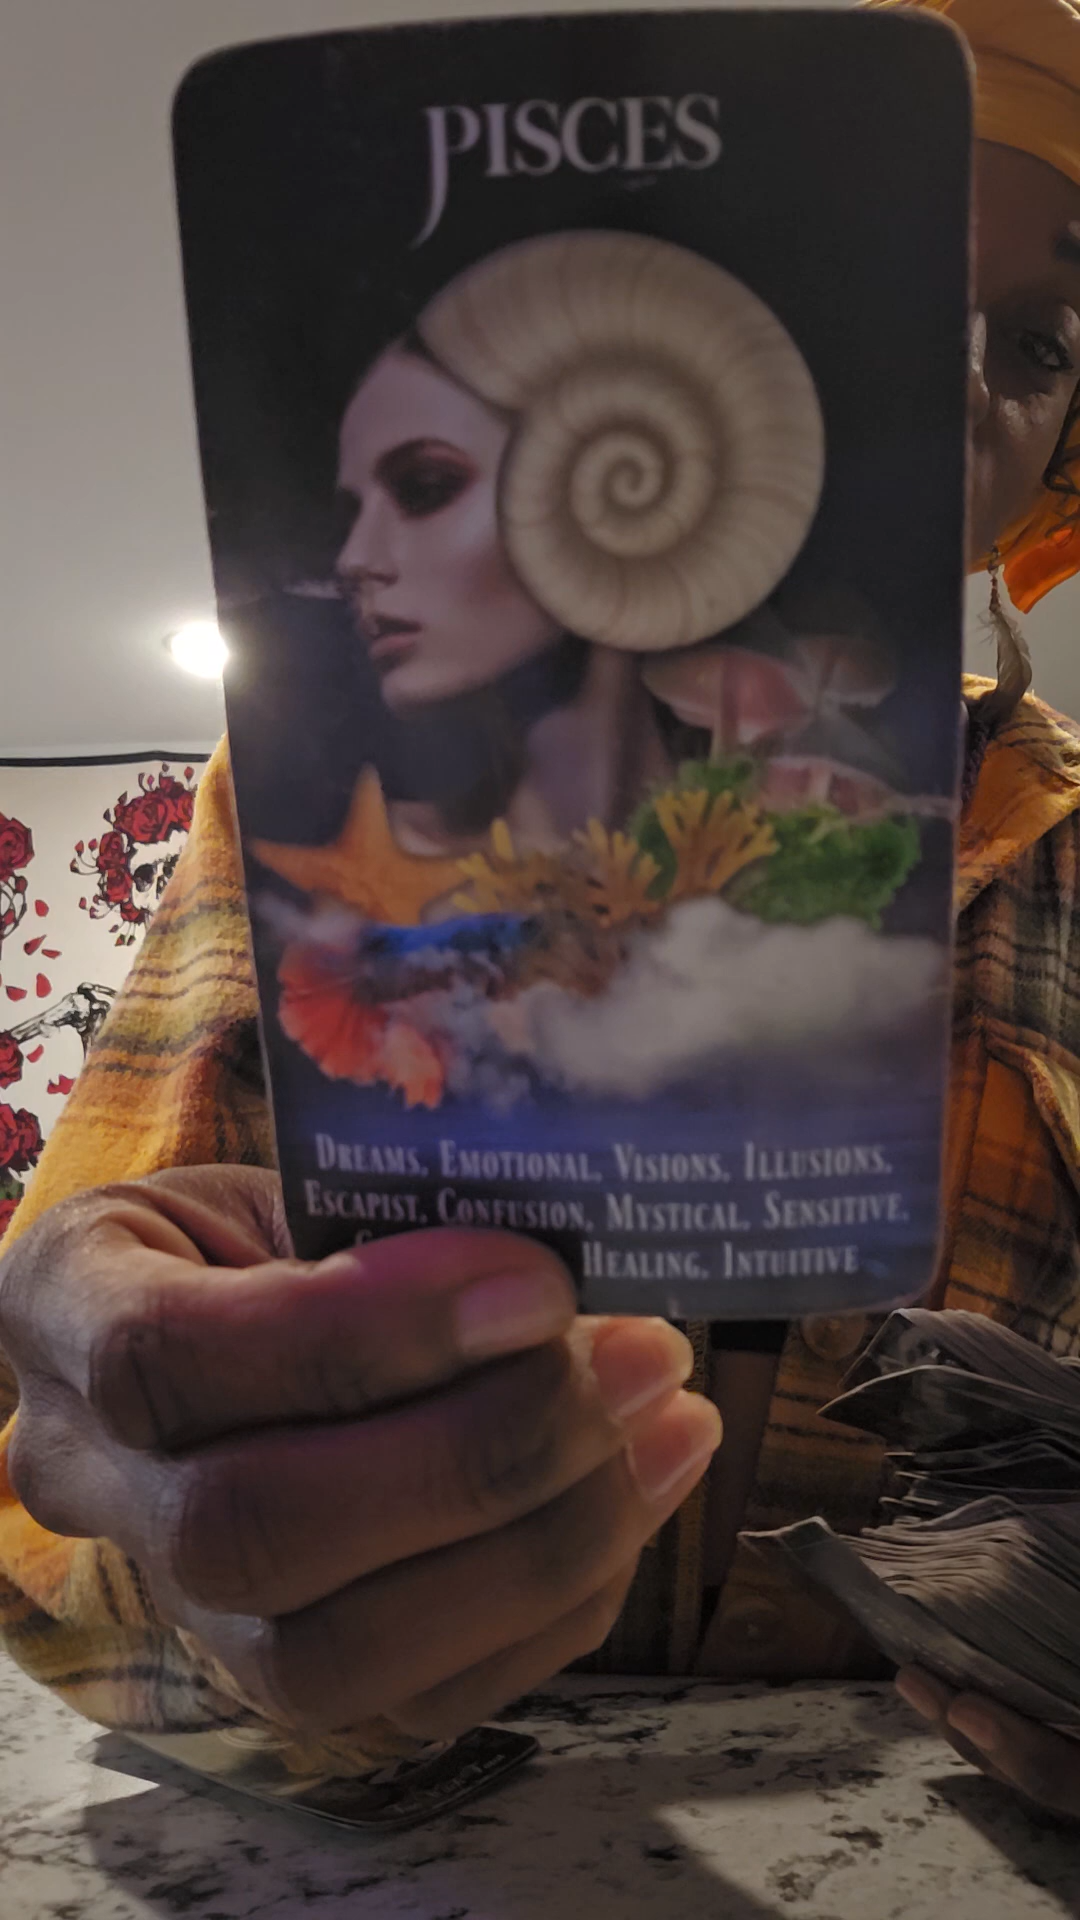 PISCES
DREAMS, EMOTIONAL, VISIONS, ILLUSIONS,
ESCAPIST, CONFUSION, MYSTICAL, SENSITIVE,
HEALING, INTUITIVE